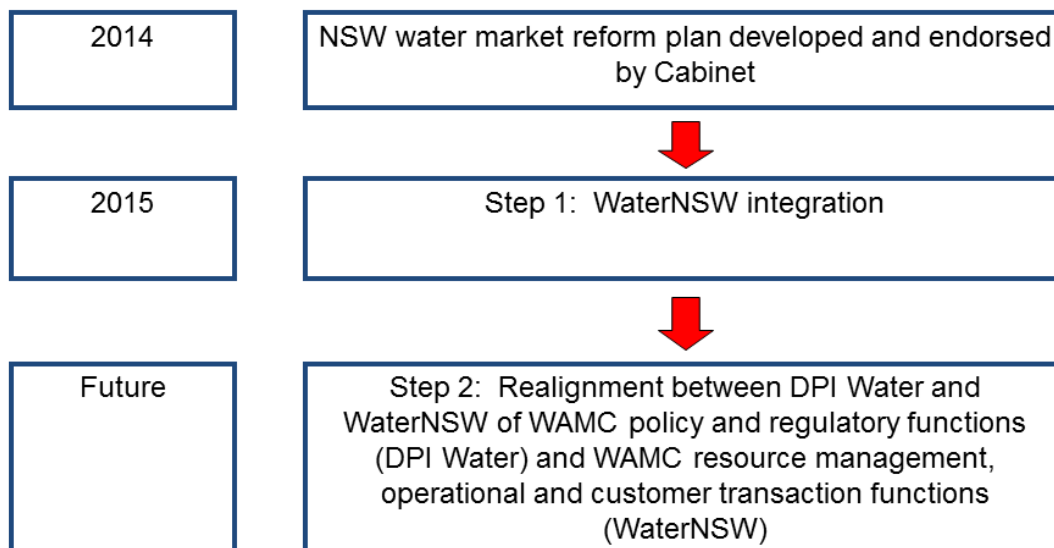 2014
NSW water market reform plan developed and endorsed
by Cabinet
2015
Step 1:  WaterNSW integration
Future
Step 2:  Realignment between DPI Water and
WaterNSW of WAMC policy and regulatory functions
(DPI Water) and WAMC resource management,
operational and customer transaction functions
(WaterNSW)